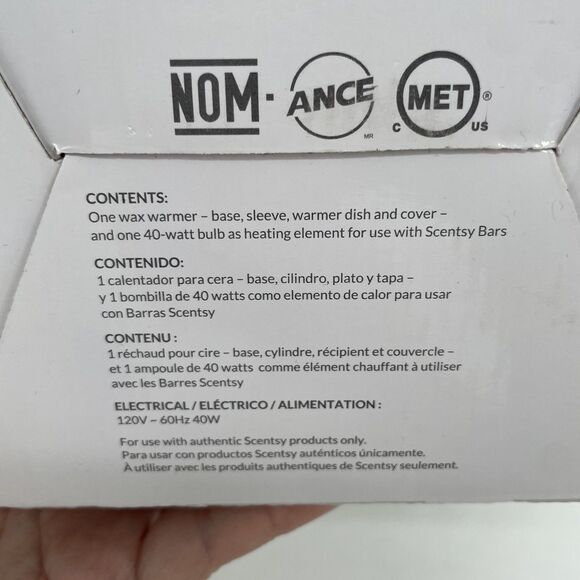 NOM · ANCE MR MET ® C US
CONTENTS:
One wax warmer – base, sleeve, warmer dish and cover –
and one 40-watt bulb as heating element for use with Scentsy Bars
CONTENIDO:
1 calentador para cera – base, cilindro, plato y tapa –
y 1 bombilla de 40 watts como elemento de calor para usar
con Barras Scentsy
CONTENU :
1 réchaud pour cire – base, cylindre, récipient et couvercle –
et 1 ampoule de 40 watts comme élément chauffant à utiliser
avec les Barres Scentsy
ELECTRICAL / ELÉCTRICO / ALIMENTATION :
120V ~ 60Hz 40W
For use with authentic Scentsy products only.
Para usar con productos Scentsy auténticos únicamente.
À utiliser avec les produits authentiques de Scentsy seulement.